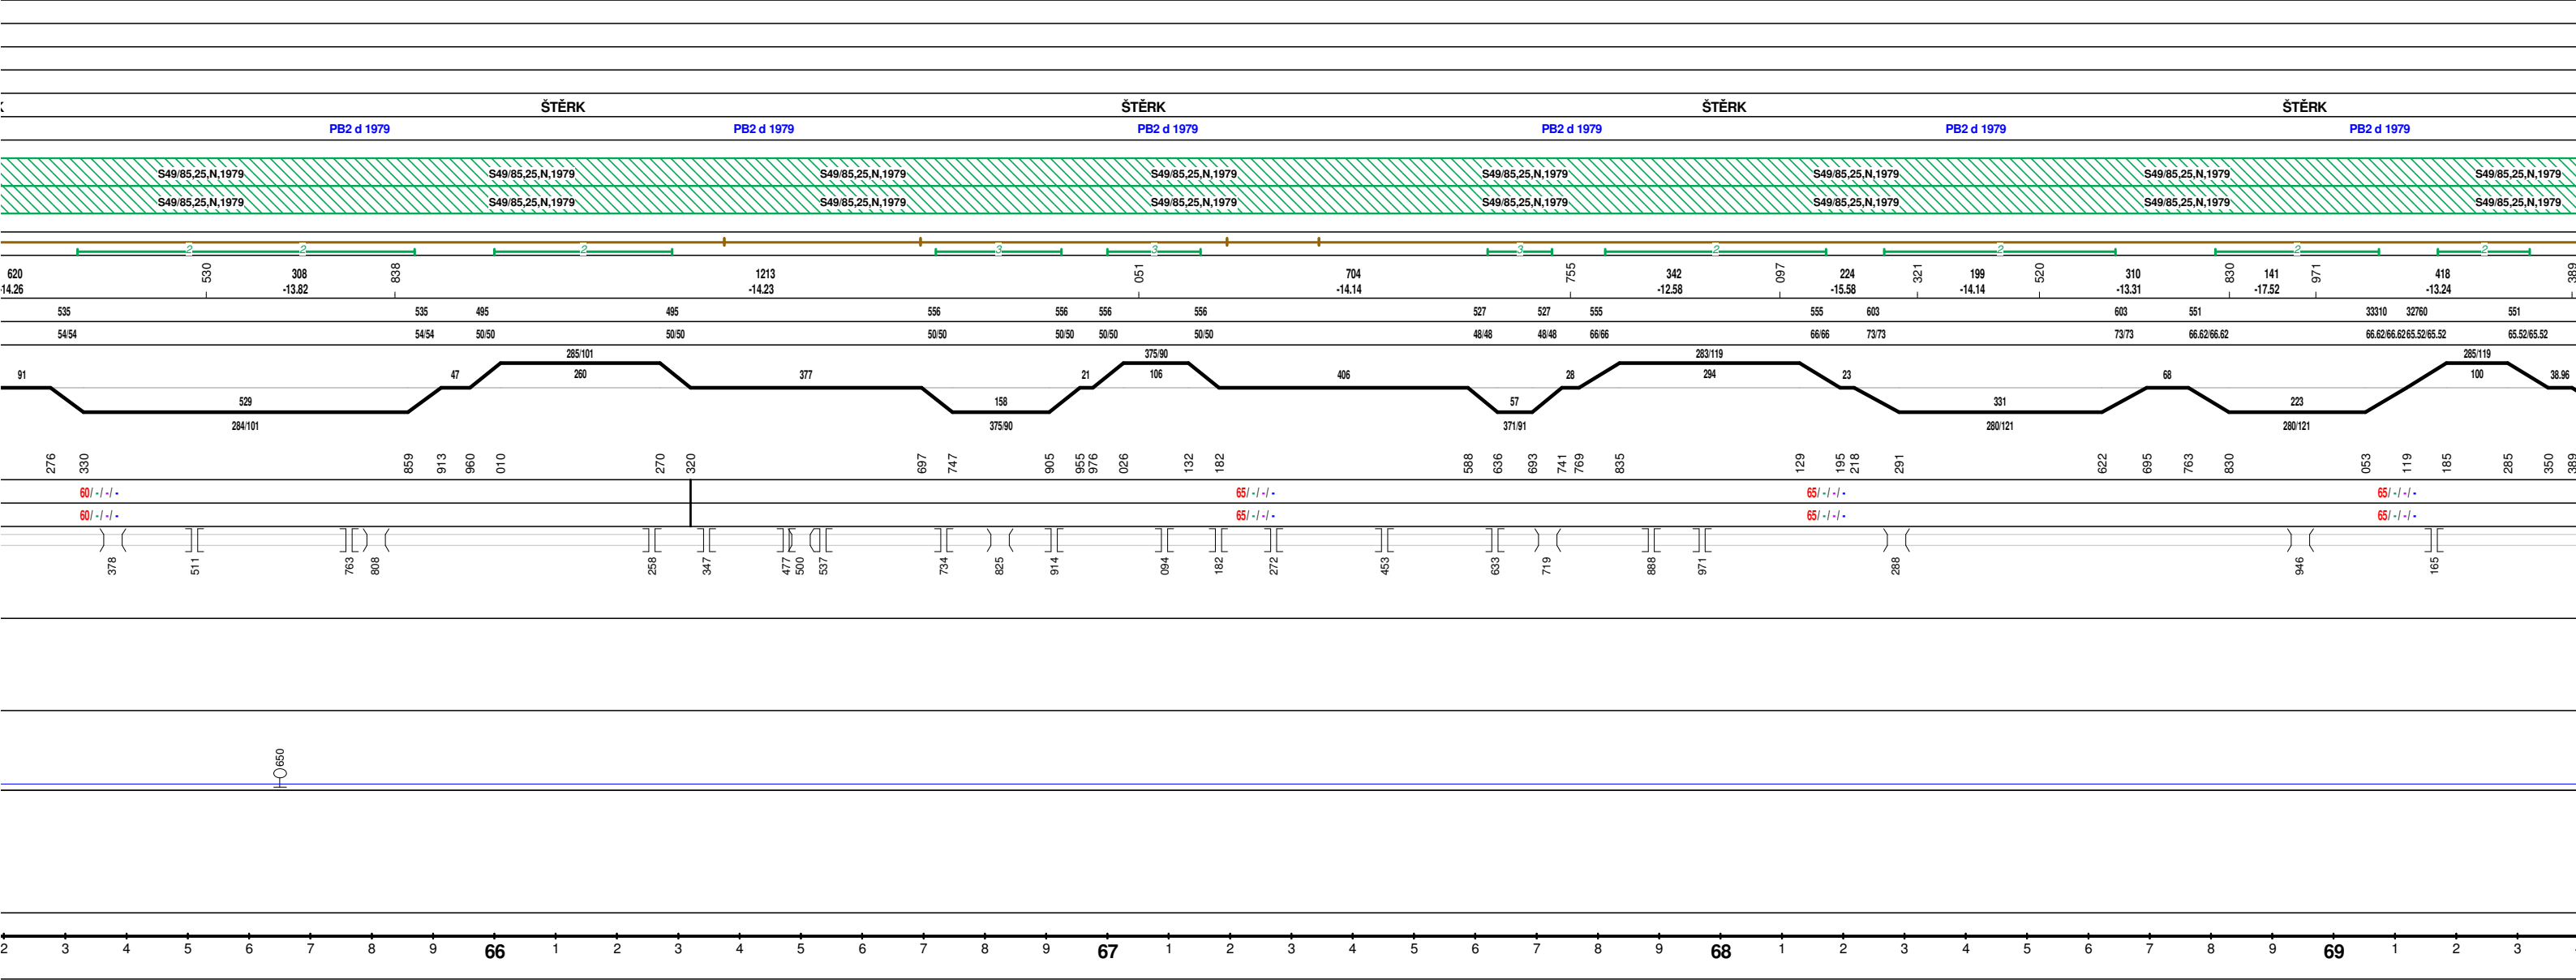 ŠTĚRK ŠTĚRK ŠTĚRK ŠTĚRK
PB2 d 1979 PB2 d 1979 PB2 d 1979 PB2 d 1979 PB2 d 1979 PB2 d 1979
S49/85,25,N,1979 S49/85,25,N,1979 S49/85,25,N,1979 S49/85,25,N,1979 S49/85,25,N,1979 S49/85,25,N,1979 S49/85,25,N,1979 S49/85,25,N,1979
S49/85,25,N,1979 S49/85,25,N,1979 S49/85,25,N,1979 S49/85,25,N,1979 S49/85,25,N,1979 S49/85,25,N,1979 S49/85,25,N,1979 S49/85,25,N,1979
2 2 2 3 3 3 2 2 2 2
620 530 308 838 1213 051 704 755 342 097 224 321 199 520 310 830 141 971 418 389
-14.26 -13.82 -14.23 -14.14 -12.58 -15.58 -14.14 -13.31 -17.52 -13.24
535 535 495 495 556 556 556 556 527 527 555 555 603 603 551 33310 32760 551
54/54 54/54 50/50 50/50 50/50 50/50 50/50 50/50 48/48 48/48 66/66 66/66 73/73 73/73 66.62/66.62 66.62/66.62 65.52/65.52 65.52/65.52
285/101 375/90 283/119 285/119
91 47 260 377 21 106 406 28 294 23 68 100 38.96
529 158 57 331 223
284/101 375/90 371/91 280/121 280/121
276 330 859 913 960 010 270 320 697 747 905 955 976 026 132 182 588 636 693 741 769 835 129 195 218 291 622 695 763 830 053 119 185 285 350 389
60/-/-/- 65/-/-/- 65/-/-/- 65/-/-/-
60/-/-/- 65/-/-/- 65/-/-/- 65/-/-/-
378 511 763 808 258 347 477 500 537 734 825 914 094 182 272 453 633 719 888 971 288 946 165
650
2 3 4 5 6 7 8 9 66 1 2 3 4 5 6 7 8 9 67 1 2 3 4 5 6 7 8 9 68 1 2 3 4 5 6 7 8 9 69 1 2 3